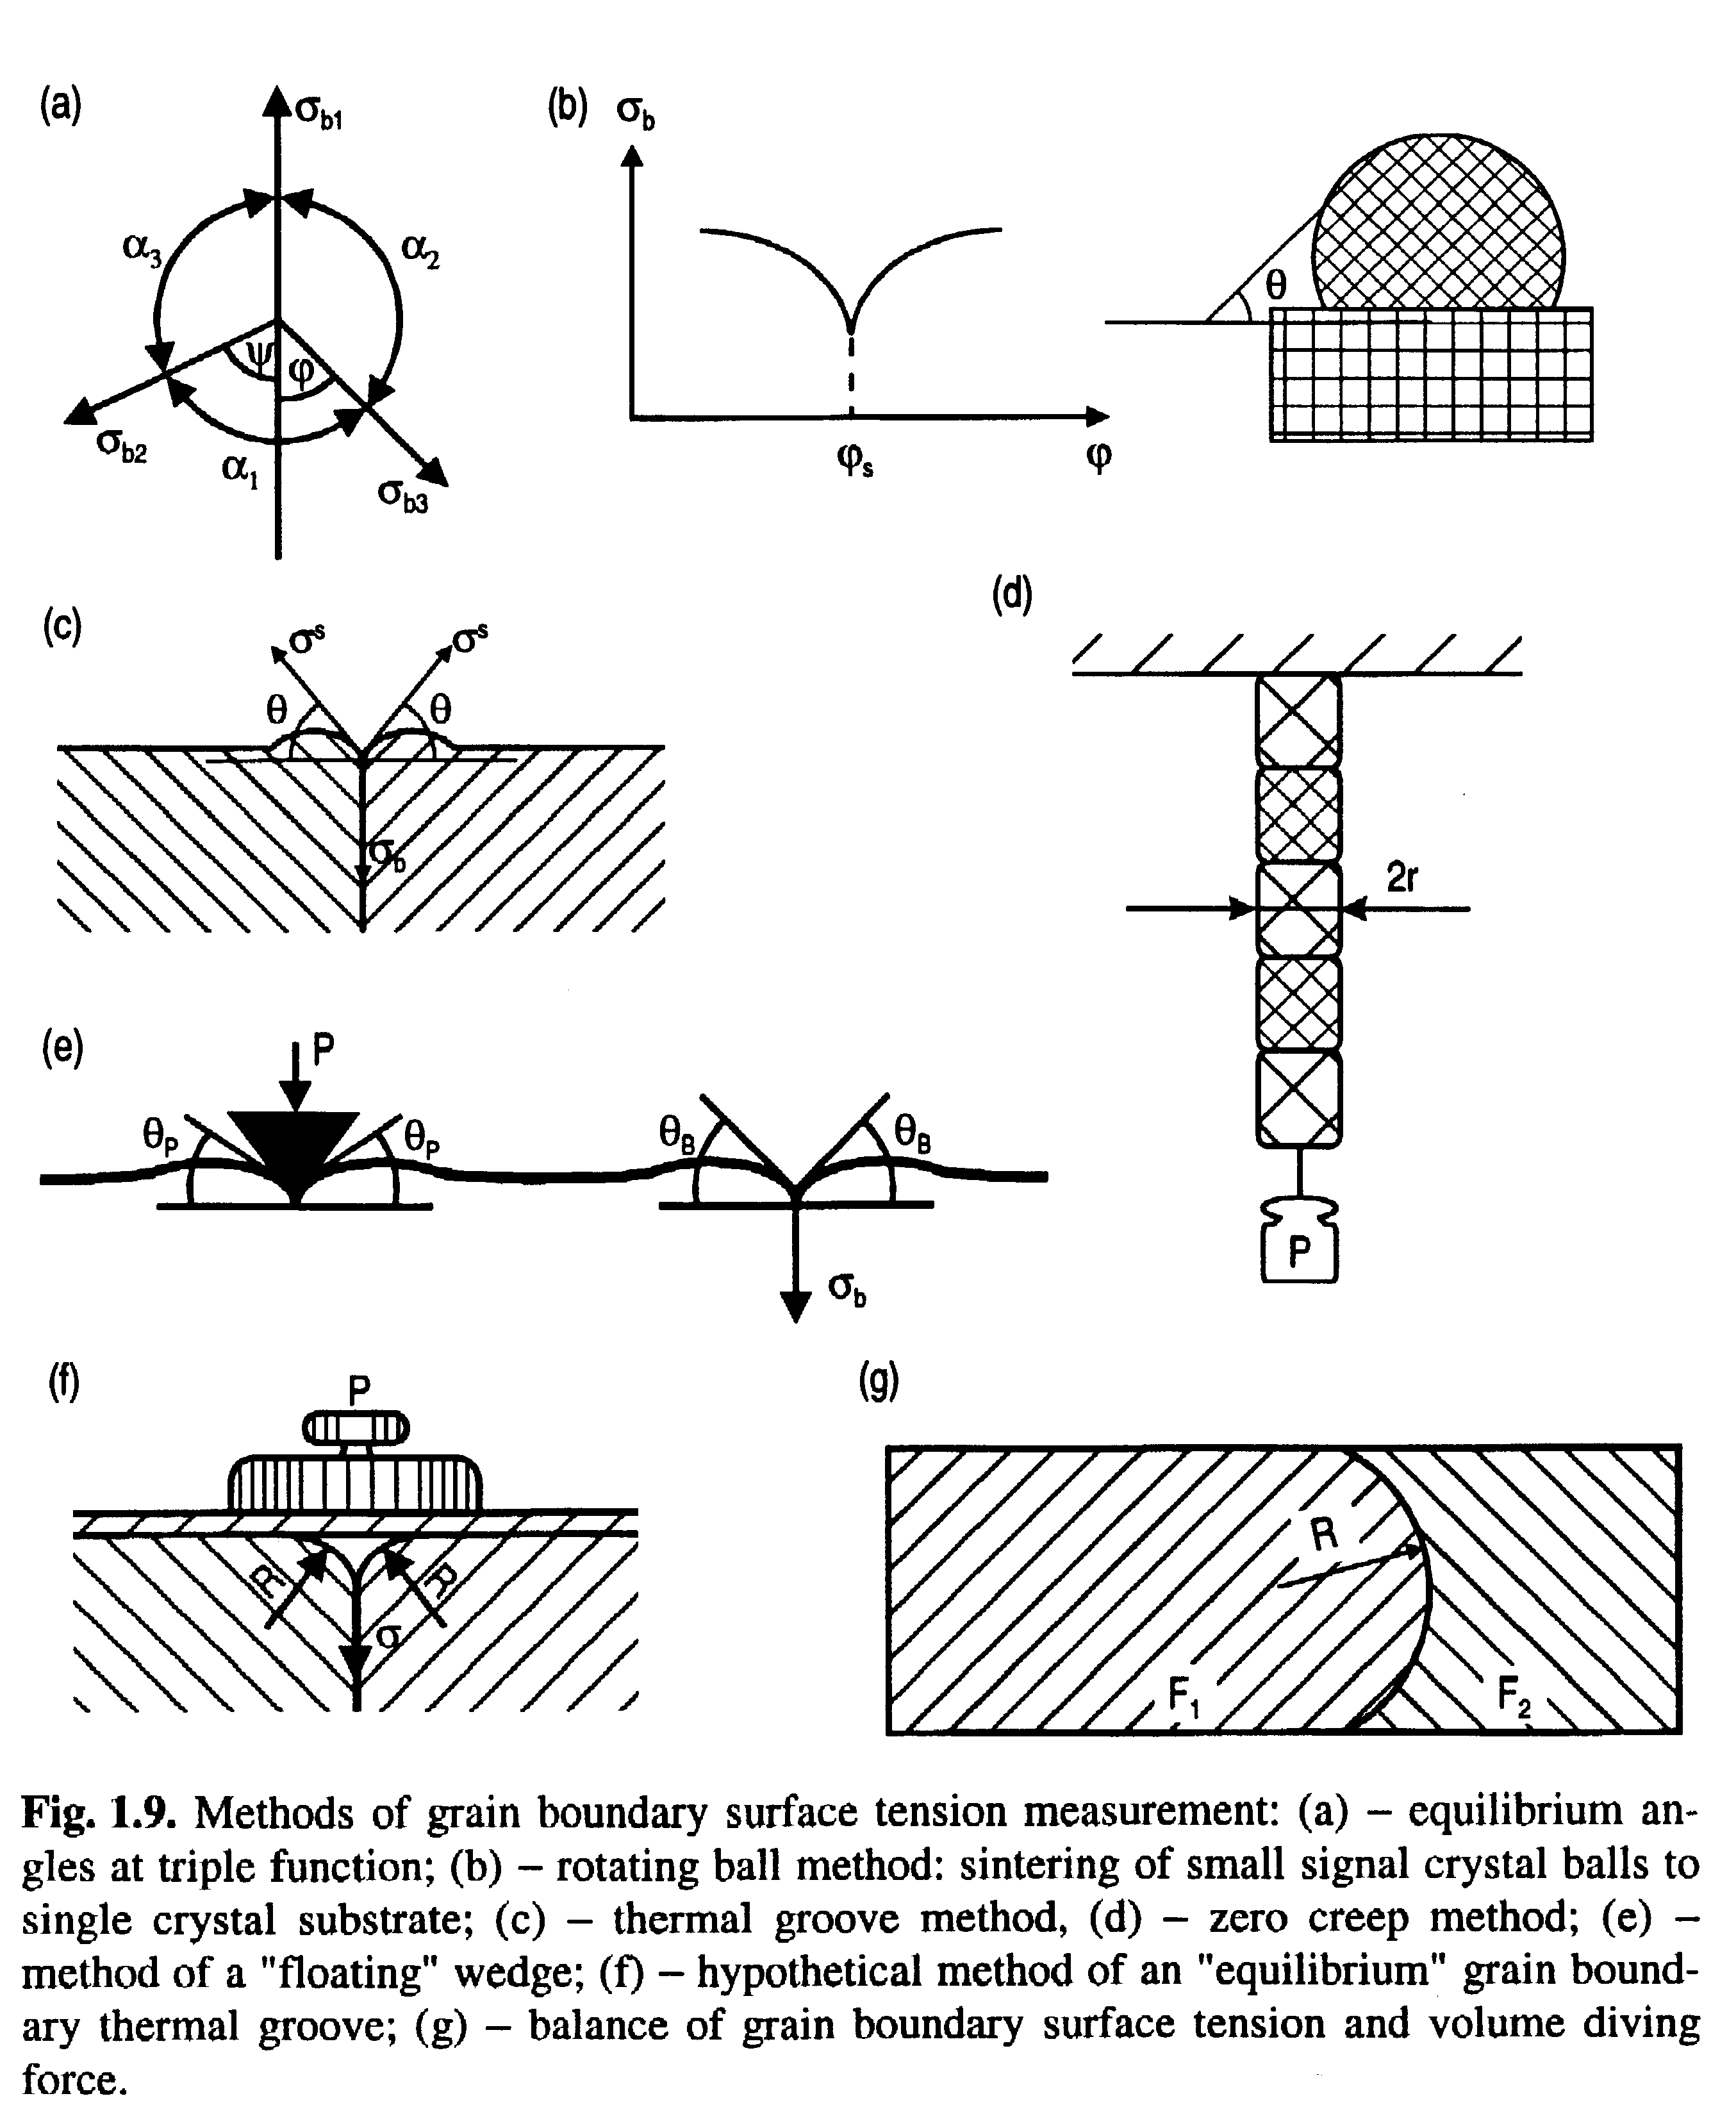 (a)
σb1
α3
α2
ψ
φ
σb2
α1
σb3
(b)
σb
φs
φ
θ
(c)
σs
σs
θ
θ
σb
(d)
2r
P
(e)
P
θP
θP
θB
θB
σb
(f)
P
R
R
σ
(g)
R
F1
F2
Fig. 1.9. Methods of grain boundary surface tension measurement: (a) – equilibrium an-
gles at triple function; (b) – rotating ball method: sintering of small signal crystal balls to
single crystal substrate; (c) – thermal groove method, (d) – zero creep method; (e) –
method of a "floating" wedge; (f) – hypothetical method of an "equilibrium" grain bound-
ary thermal groove; (g) – balance of grain boundary surface tension and volume diving
force.